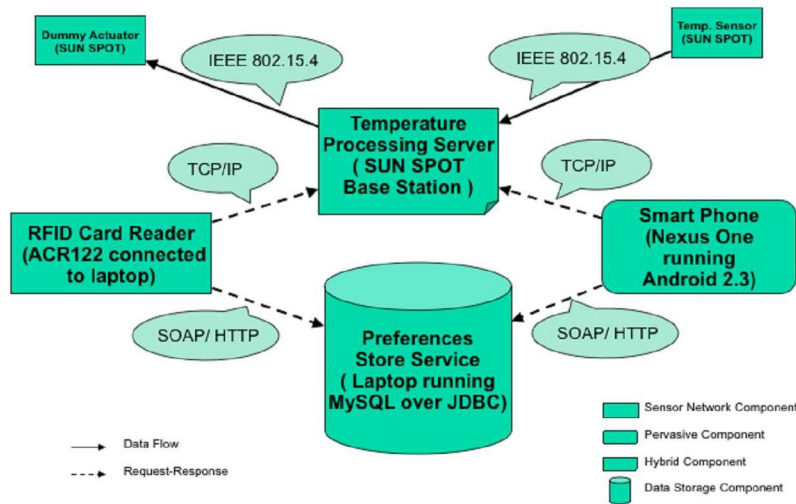 Dummy Actuator
(SUN SPOT)
IEEE 802.15.4
IEEE 802.15.4
Temp. Sensor
(SUN SPOT)
Temperature
Processing Server
( SUN SPOT
Base Station )
TCP/IP
TCP/IP
RFID Card Reader
(ACR122 connected
to laptop)
Smart Phone
(Nexus One
running
Android 2.3)
SOAP/ HTTP
SOAP/ HTTP
Preferences
Store Service
( Laptop running
MySQL over JDBC)
Data Flow
Request-Response
Sensor Network Component
Pervasive Component
Hybrid Component
Data Storage Component